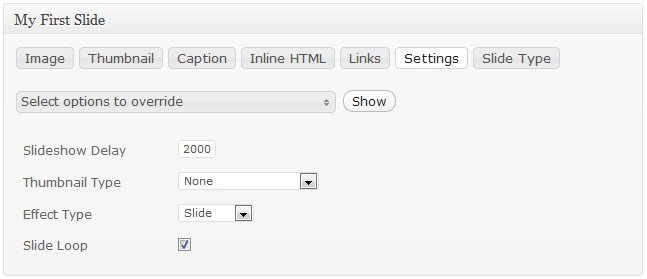 My First Slide
Image Thumbnail Caption Inline HTML Links Settings Slide Type
Select options to override Show
Slideshow Delay 2000
Thumbnail Type None
Effect Type Slide
Slide Loop